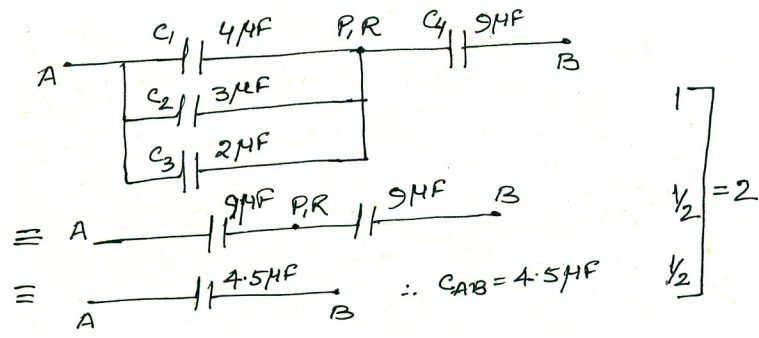 C1 4μF P,R C4 9μF
A B
C2 3μF
C3 2μF
1
≡ A 9μF P,R 9μF B 1/2 = 2
≡ A 4.5μF B ∴ CAB = 4.5μF 1/2